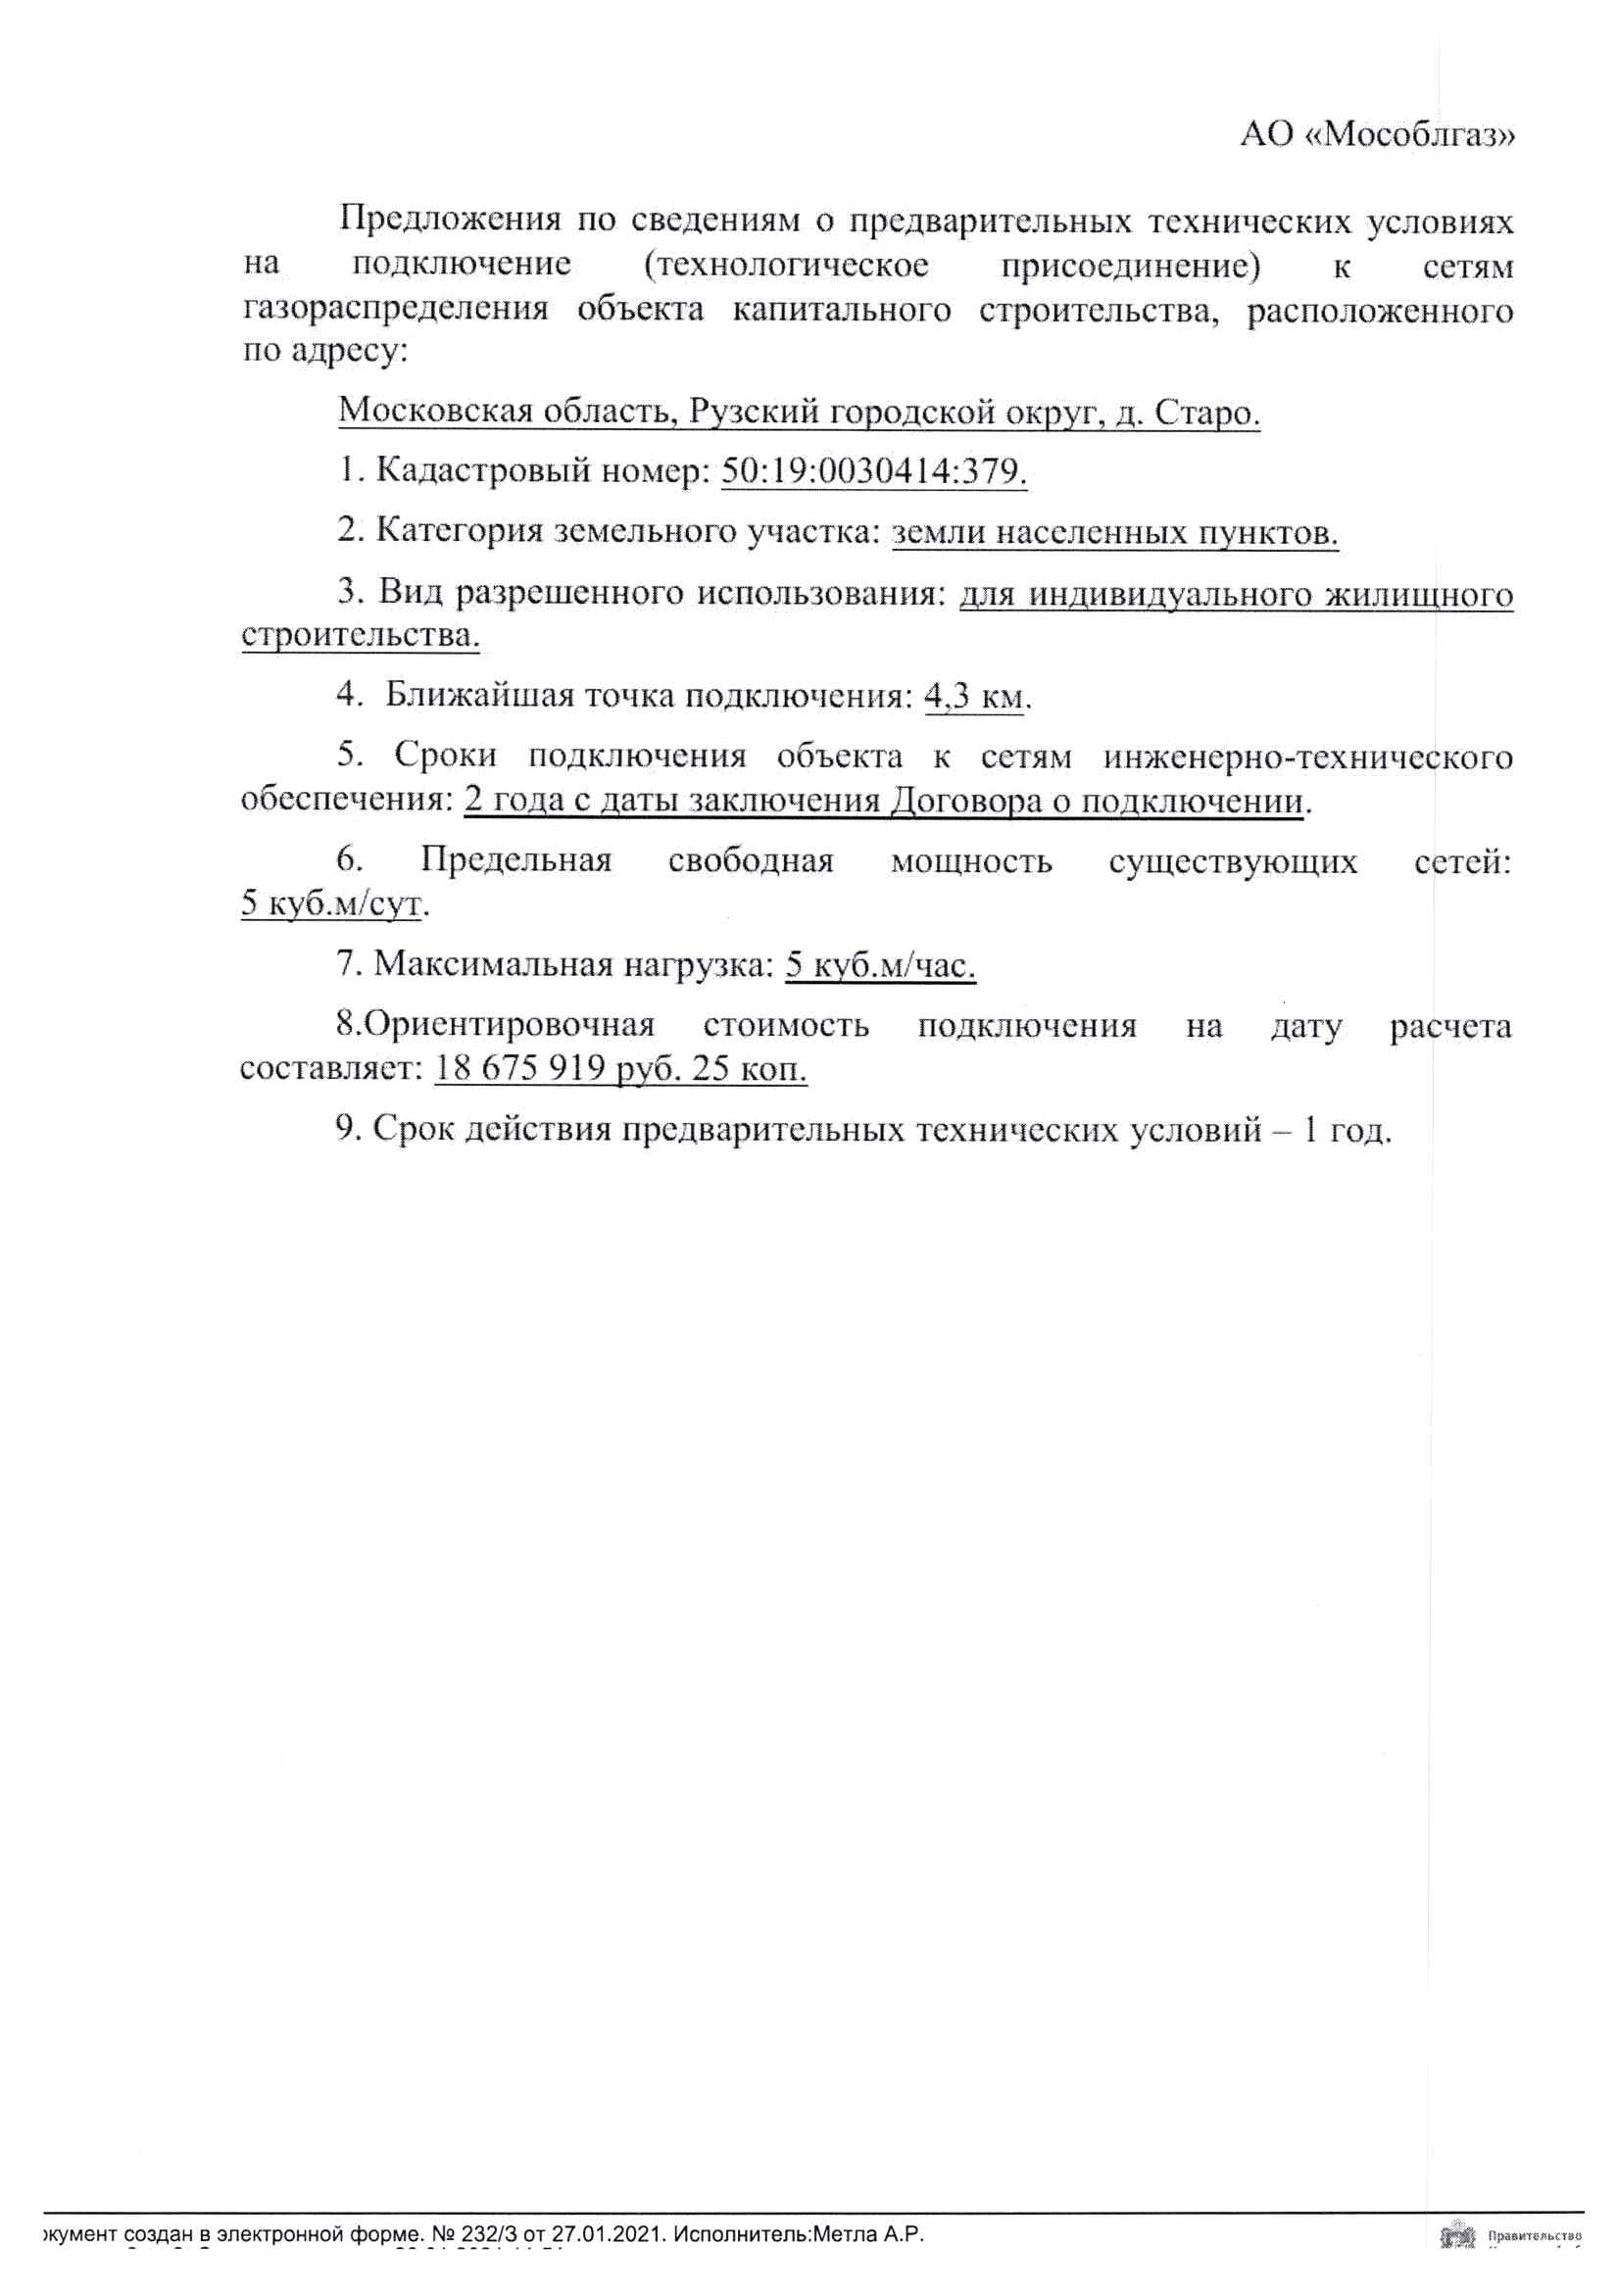 АО «Мособлгаз»
Предложения по сведениям о предварительных технических условиях
на подключение (технологическое присоединение) к сетям
газораспределения объекта капитального строительства, расположенного
по адресу:
Московская область, Рузский городской округ, д. Старо.
1. Кадастровый номер: 50:19:0030414:379.
2. Категория земельного участка: земли населенных пунктов.
3. Вид разрешенного использования: для индивидуального жилищного
строительства.
4. Ближайшая точка подключения: 4,3 км.
5. Сроки подключения объекта к сетям инженерно-технического
обеспечения: 2 года с даты заключения Договора о подключении.
6. Предельная свободная мощность существующих сетей:
5 куб.м/сут.
7. Максимальная нагрузка: 5 куб.м/час.
8.Ориентировочная стоимость подключения на дату расчета
составляет: 18 675 919 руб. 25 коп.
9. Срок действия предварительных технических условий – 1 год.
окумент создан в электронной форме. № 232/3 от 27.01.2021. Исполнитель:Метла А.Р.
Правительство